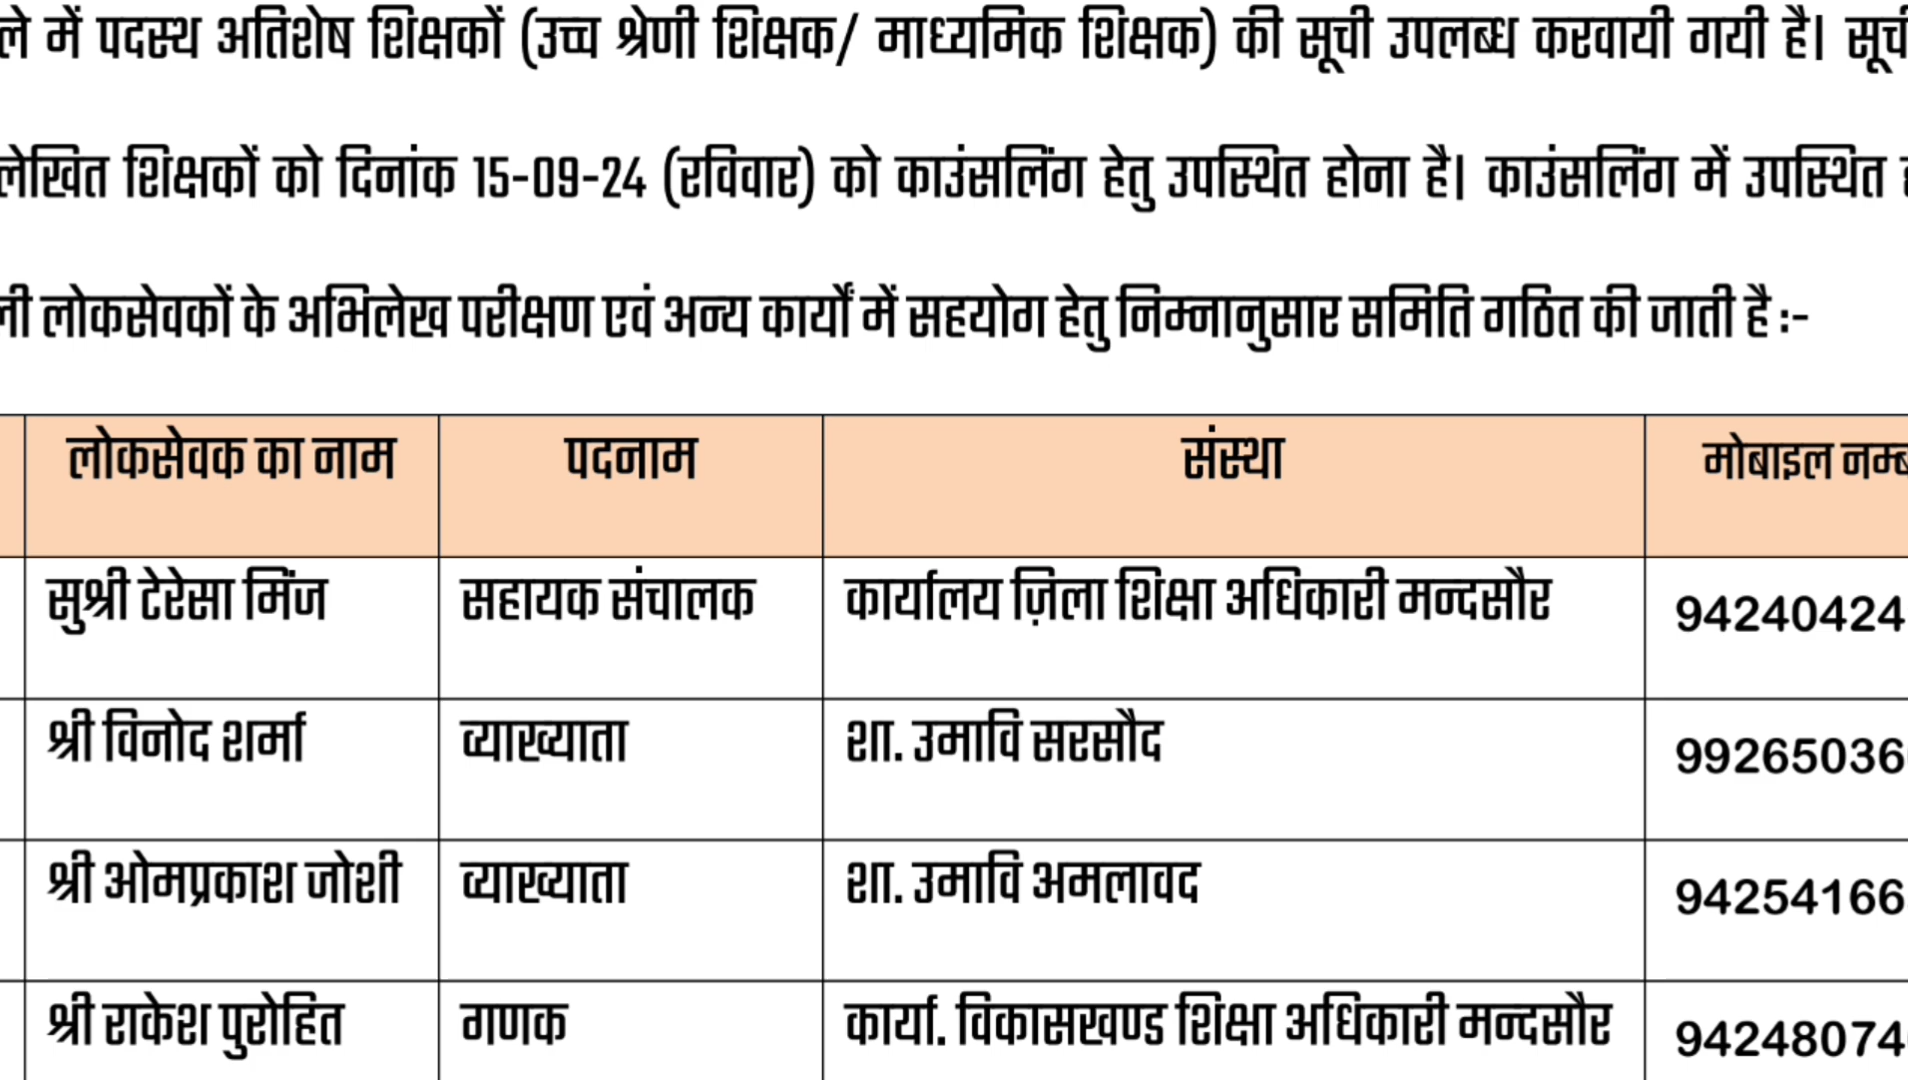 ले में पदस्थ अतिशेष शिक्षकों (उच्च श्रेणी शिक्षक/ माध्यमिक शिक्षक) की सूची उपलब्ध करवायी गयी है। सूची
लेखित शिक्षकों को दिनांक 15-09-24 (रविवार) को काउंसलिंग हेतु उपस्थित होना है। काउंसलिंग में उपस्थित
ली लोकसेवकों के अभिलेख परीक्षण एवं अन्य कार्यों में सहयोग हेतु निम्नानुसार समिति गठित की जाती है :-
लोकसेवक का नाम पदनाम संस्था मोबाइल नम्ब
सुश्री टेरेसा मिंज सहायक संचालक कार्यालय ज़िला शिक्षा अधिकारी मन्दसौर 94240424
श्री विनोद शर्मा व्याख्याता शा. उमावि सरसौद 99265036
श्री ओमप्रकाश जोशी व्याख्याता शा. उमावि अमलावद 94254166
श्री राकेश पुरोहित गणक कार्या. विकासखण्ड शिक्षा अधिकारी मन्दसौर 94248074